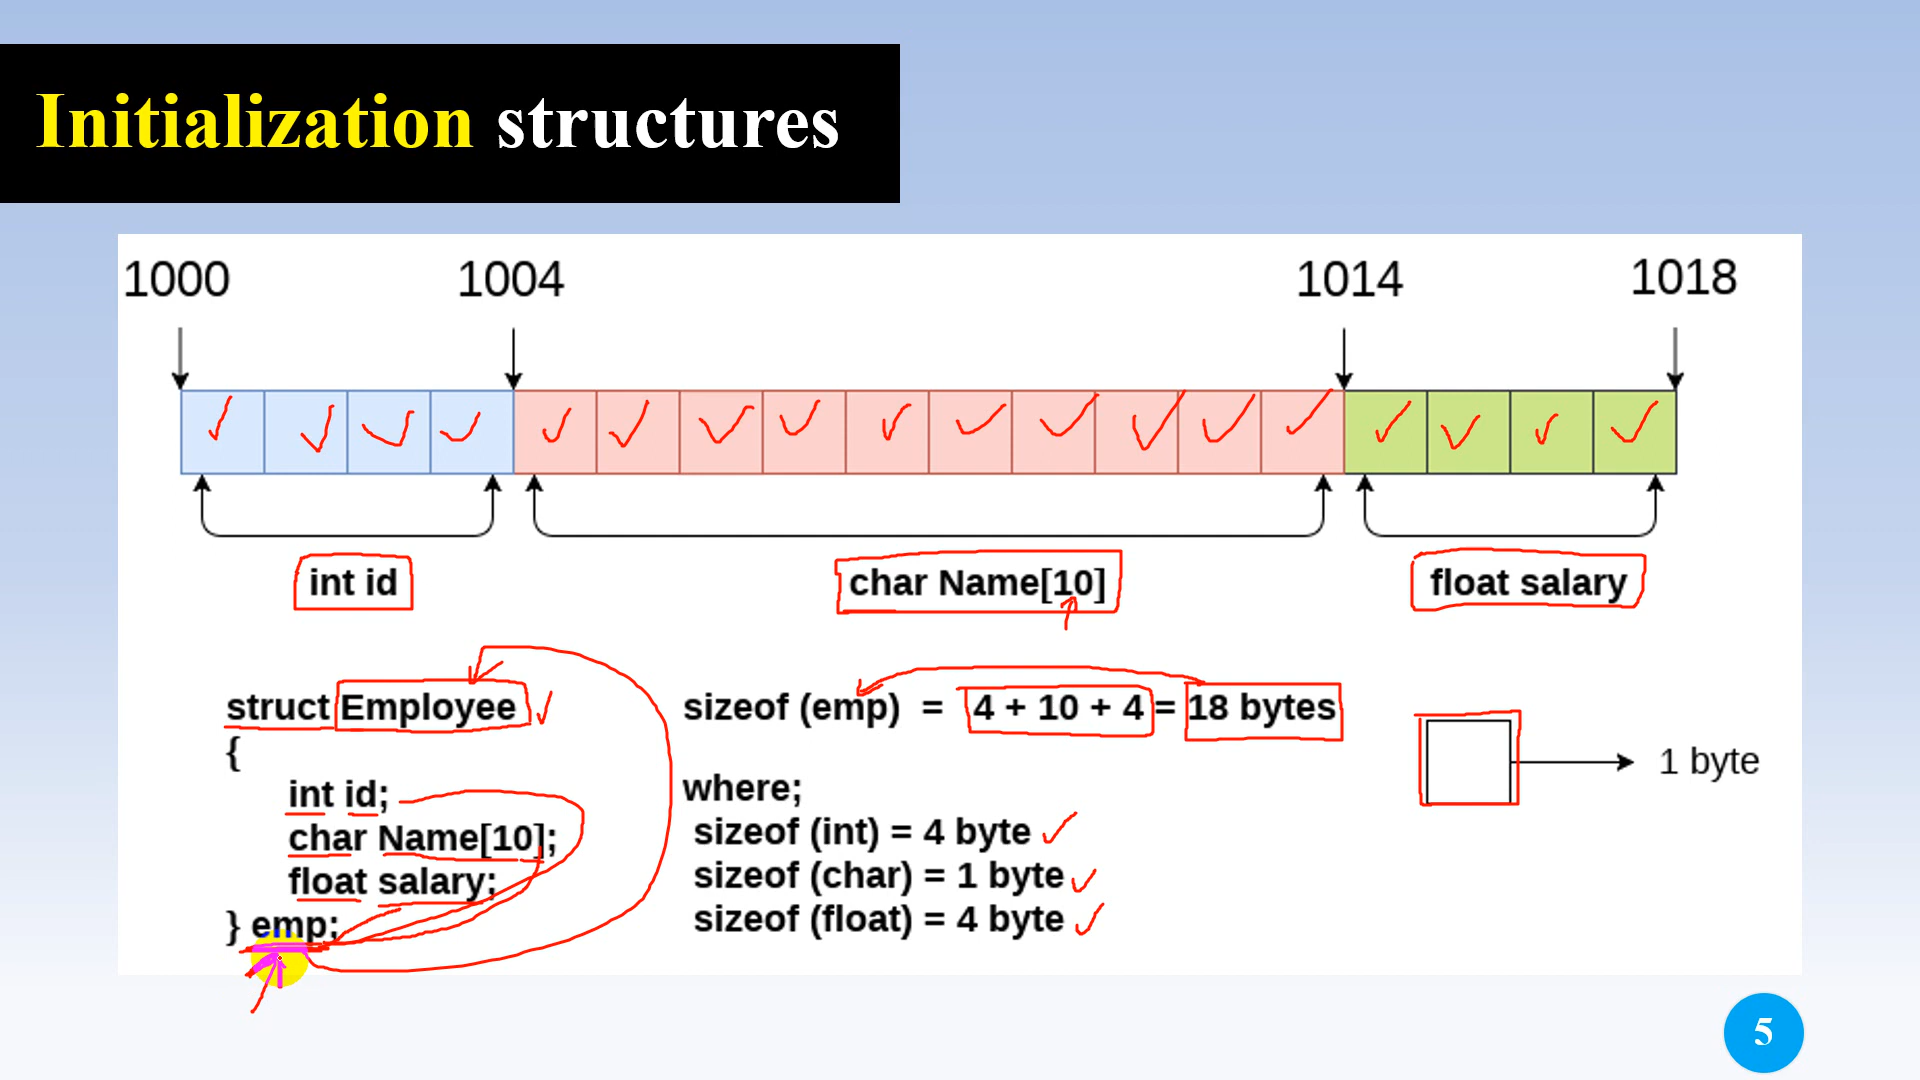 Initialization structures
1000 1004 1014 1018
int id char Name[10] float salary
struct Employee
{
int id;
char Name[10];
float salary;
} emp;
sizeof (emp) = 4 + 10 + 4 = 18 bytes
where;
sizeof (int) = 4 byte
sizeof (char) = 1 byte
sizeof (float) = 4 byte
1 byte
5